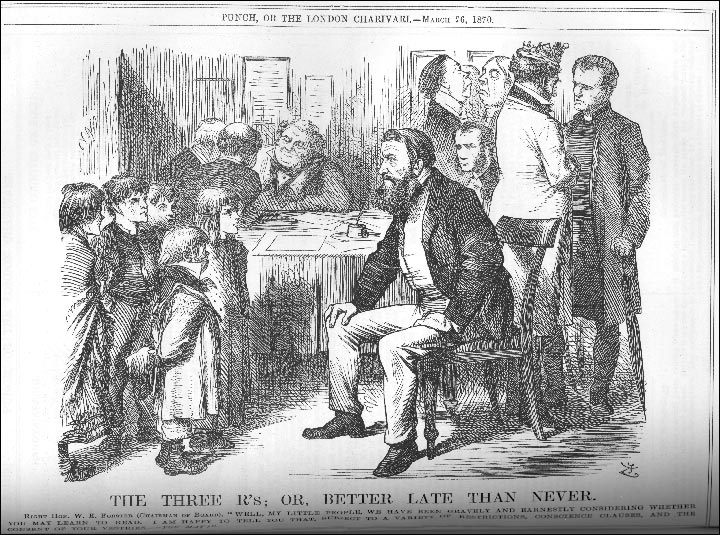 PUNCH, OR THE LONDON CHARIVARI.—March 26, 1870.
THE THREE R's; OR, BETTER LATE THAN NEVER.
Right Hon. W. E. Forster (Chairman of Board). "WELL, MY LITTLE PEOPLE, WE HAVE BEEN GRAVELY AND EARNESTLY CONSIDERING WHETHER
YOU MAY LEARN TO READ. I AM HAPPY TO TELL YOU THAT, SUBJECT TO A VARIETY OF RESTRICTIONS, CONSCIENCE CLAUSES, AND THE
CONSENT OF YOUR VESTRIES—YOU MAY!"